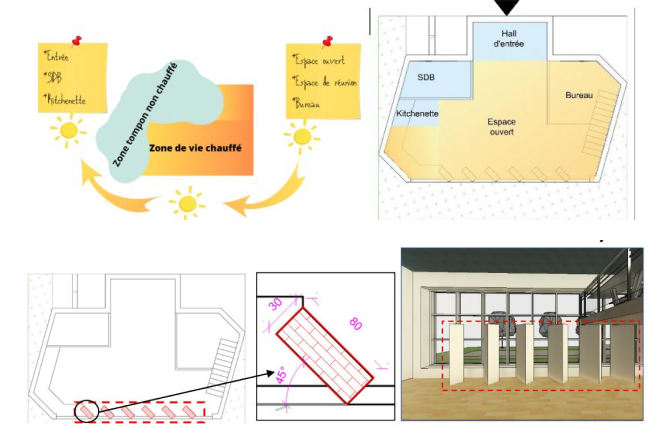 *Entrée
*SDB
*Kitchenette
Zone tompon non chauffé
Zone de vie chauffé
*Espace ouvert
*Espace de réunion
*Bureau
Hall
d'entrée
SDB
Kitchenette
Espace
ouvert
Bureau
30
80
45°